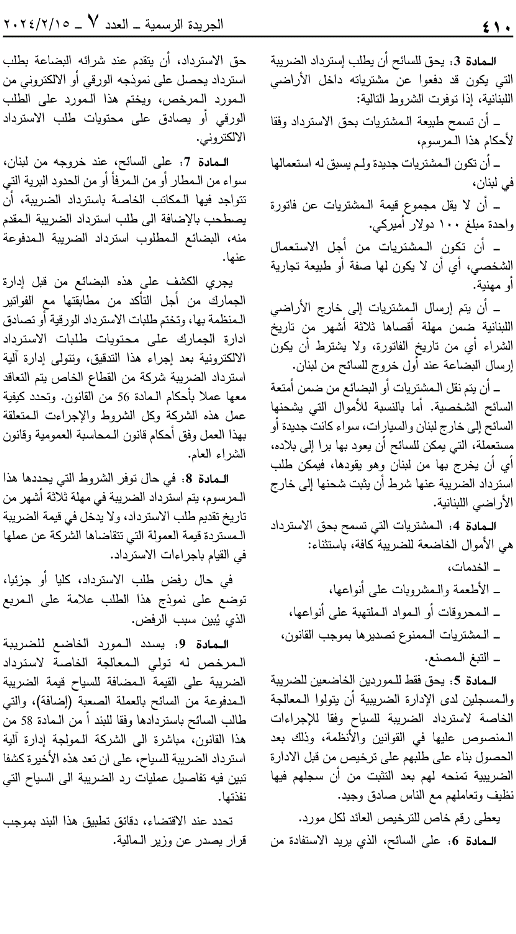 ٤١٠
الجريدة الرسمية ــ العدد ٧ ــ ٢٠٢٤/٢/١٥
المادة 3: يحق للسائح أن يطلب إسترداد الضريبة
التي يكون قد دفعوا عن مشترياته داخل الأراضي
اللبنانية، إذا توفرت الشروط التالية:
ــ أن تسمح طبيعة المشتريات بحق الاسترداد وفقا
لأحكام هذا المرسوم،
ــ أن تكون المشتريات جديدة ولم يسبق له استعمالها
في لبنان،
ــ أن لا يقل مجموع قيمة المشتريات عن فاتورة
واحدة مبلغ ١٠٠ دولار أميركي.
ــ أن تكون المشتريات من أجل الاستعمال
الشخصي، أي أن لا يكون لها صفة أو طبيعة تجارية
أو مهنية.
ــ أن يتم إرسال المشتريات إلى خارج الأراضي
اللبنانية ضمن مهلة أقصاها ثلاثة أشهر من تاريخ
الشراء أي من تاريخ الفاتورة، ولا يشترط أن يكون
إرسال البضاعة عند أول خروج للسائح من لبنان.
ــ أن يتم نقل المشتريات أو البضائع من ضمن أمتعة
السائح الشخصية. أما بالنسبة للأموال التي يشحنها
السائح إلى خارج لبنان والسيارات، سواء كانت جديدة أو
مستعملة، التي يمكن للسائح أن يعود بها برا إلى بلاده،
أي أن يخرج بها من لبنان وهو يقودها، فيمكن طلب
استرداد الضريبة عنها شرط أن يثبت شحنها إلى خارج
الأراضي اللبنانية.
المادة 4: المشتريات التي تسمح بحق الاسترداد
هي الأموال الخاضعة للضريبة كافة، باستثناء:
ــ الخدمات،
ــ الأطعمة والمشروبات على أنواعها،
ــ المحروقات أو المواد الملتهبة على أنواعها،
ــ المشتريات الممنوع تصديرها بموجب القانون،
ــ التبغ المصنع.
المادة 5: يحق فقط للموردين الخاضعين للضريبة
والمسجلين لدى الإدارة الضريبية أن يتولوا المعالجة
الخاصة لاسترداد الضريبة للسياح وفقا للإجراءات
المنصوص عليها في القوانين والأنظمة، وذلك بعد
الحصول بناء على طلبهم على ترخيص من قبل الادارة
الضريبية تمنحه لهم بعد التثبت من أن سجلهم فيها
نظيف وتعاملهم مع الناس صادق وجيد.
يعطى رقم خاص للترخيص العائد لكل مورد.
المادة 6: على السائح، الذي يريد الاستفادة من
حق الاسترداد، أن يتقدم عند شرائه البضاعة بطلب
استرداد يحصل على نموذجه الورقي أو الالكتروني من
المورد المرخص، ويختم هذا المورد على الطلب
الورقي أو يصادق على محتويات طلب الاسترداد
الالكتروني.
المادة 7: على السائح، عند خروجه من لبنان،
سواء من المطار أو من المرفأ أو من الحدود البرية التي
تتواجد فيها المكاتب الخاصة باسترداد الضريبة، أن
يصطحب بالإضافة الى طلب استرداد الضريبة المقدم
منه، البضائع المطلوب استرداد الضريبة المدفوعة
عنها.
يجري الكشف على هذه البضائع من قبل إدارة
الجمارك من أجل التأكد من مطابقتها مع الفواتير
المنظمة بها، وتختم طلبات الاسترداد الورقية أو تصادق
ادارة الجمارك على محتويات طلبات الاسترداد
الالكترونية بعد إجراء هذا التدقيق، وتتولى إدارة آلية
استرداد الضريبة شركة من القطاع الخاص يتم التعاقد
معها عملا بأحكام المادة 56 من القانون. وتحدد كيفية
عمل هذه الشركة وكل الشروط والإجراءات المتعلقة
بهذا العمل وفق أحكام قانون المحاسبة العمومية وقانون
الشراء العام.
المادة 8: في حال توفر الشروط التي يحددها هذا
المرسوم، يتم استرداد الضريبة في مهلة ثلاثة أشهر من
تاريخ تقديم طلب الاسترداد، ولا يدخل في قيمة الضريبة
المستردة قيمة العمولة التي تتقاضاها الشركة عن عملها
في القيام باجراءات الاسترداد.
في حال رفض طلب الاسترداد، كليا أو جزئيا،
توضع على نموذج هذا الطلب علامة على المربع
الذي يُبين سبب الرفض.
المادة 9: يسدد المورد الخاضع للضريبة
المرخص له تولي المعالجة الخاصة لاسترداد
الضريبة على القيمة المضافة للسياح قيمة الضريبة
المدفوعة من السائح بالعملة الصعبة (إضافة)، والتي
طالب السائح باستردادها وفقا للبند أ من المادة 58 من
هذا القانون، مباشرة الى الشركة المولجة إدارة آلية
استرداد الضريبة للسياح، على ان تعد هذه الأخيرة كشفا
تبين فيه تفاصيل عمليات رد الضريبة الى السياح التي
نفذتها.
تحدد عند الاقتضاء، دقائق تطبيق هذا البند بموجب
قرار يصدر عن وزير المالية.